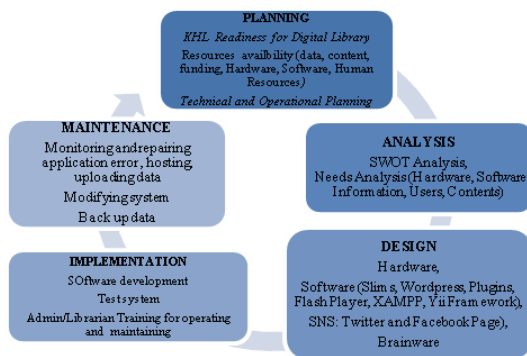 PLANNING
KHL Readiness for Digital Library
Resources availbility (data, content,
funding, Hardware, Software, Human
Resources)
Technical and Operational Planning
ANALYSIS
SWOT Analysis,
Needs Analysis (Hardware, Software
Information, Users, Contents)
DESIGN
Hardware,
Software (Slims, Wordpress, Plugins,
Flash Player, XAMPP, Yii Framework),
SNS: Twitter and Facebook Page),
Brainware
IMPLEMENTATION
SOftware development
Test system
Admin/Librarian Training for operating
and maintaining
MAINTENANCE
Monitoring and repairing
application error, hosting,
uploading data
Modifying system
Back up data